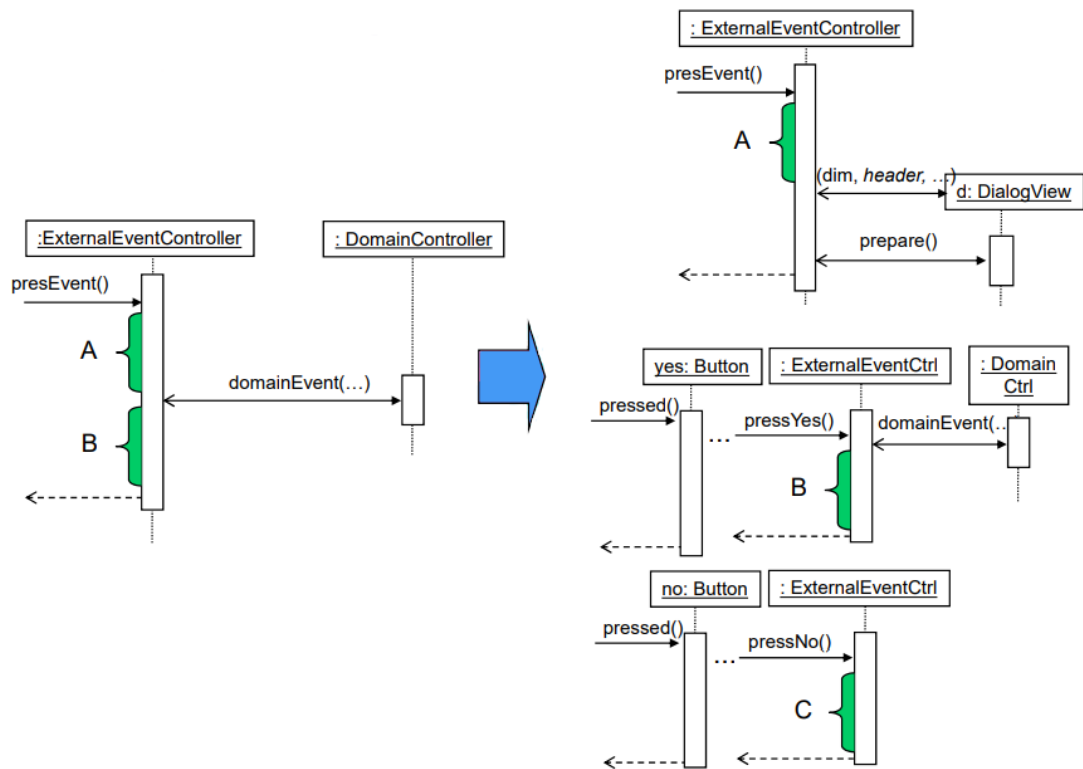 :ExternalEventController
: DomainController
presEvent()
A
domainEvent(…)
B
: ExternalEventController
presEvent()
A
(dim, header, …)
d: DialogView
prepare()
yes: Button
: ExternalEventCtrl
: Domain
Ctrl
pressed()
… pressYes()
domainEvent(..
B
no: Button
: ExternalEventCtrl
pressed()
… pressNo()
C